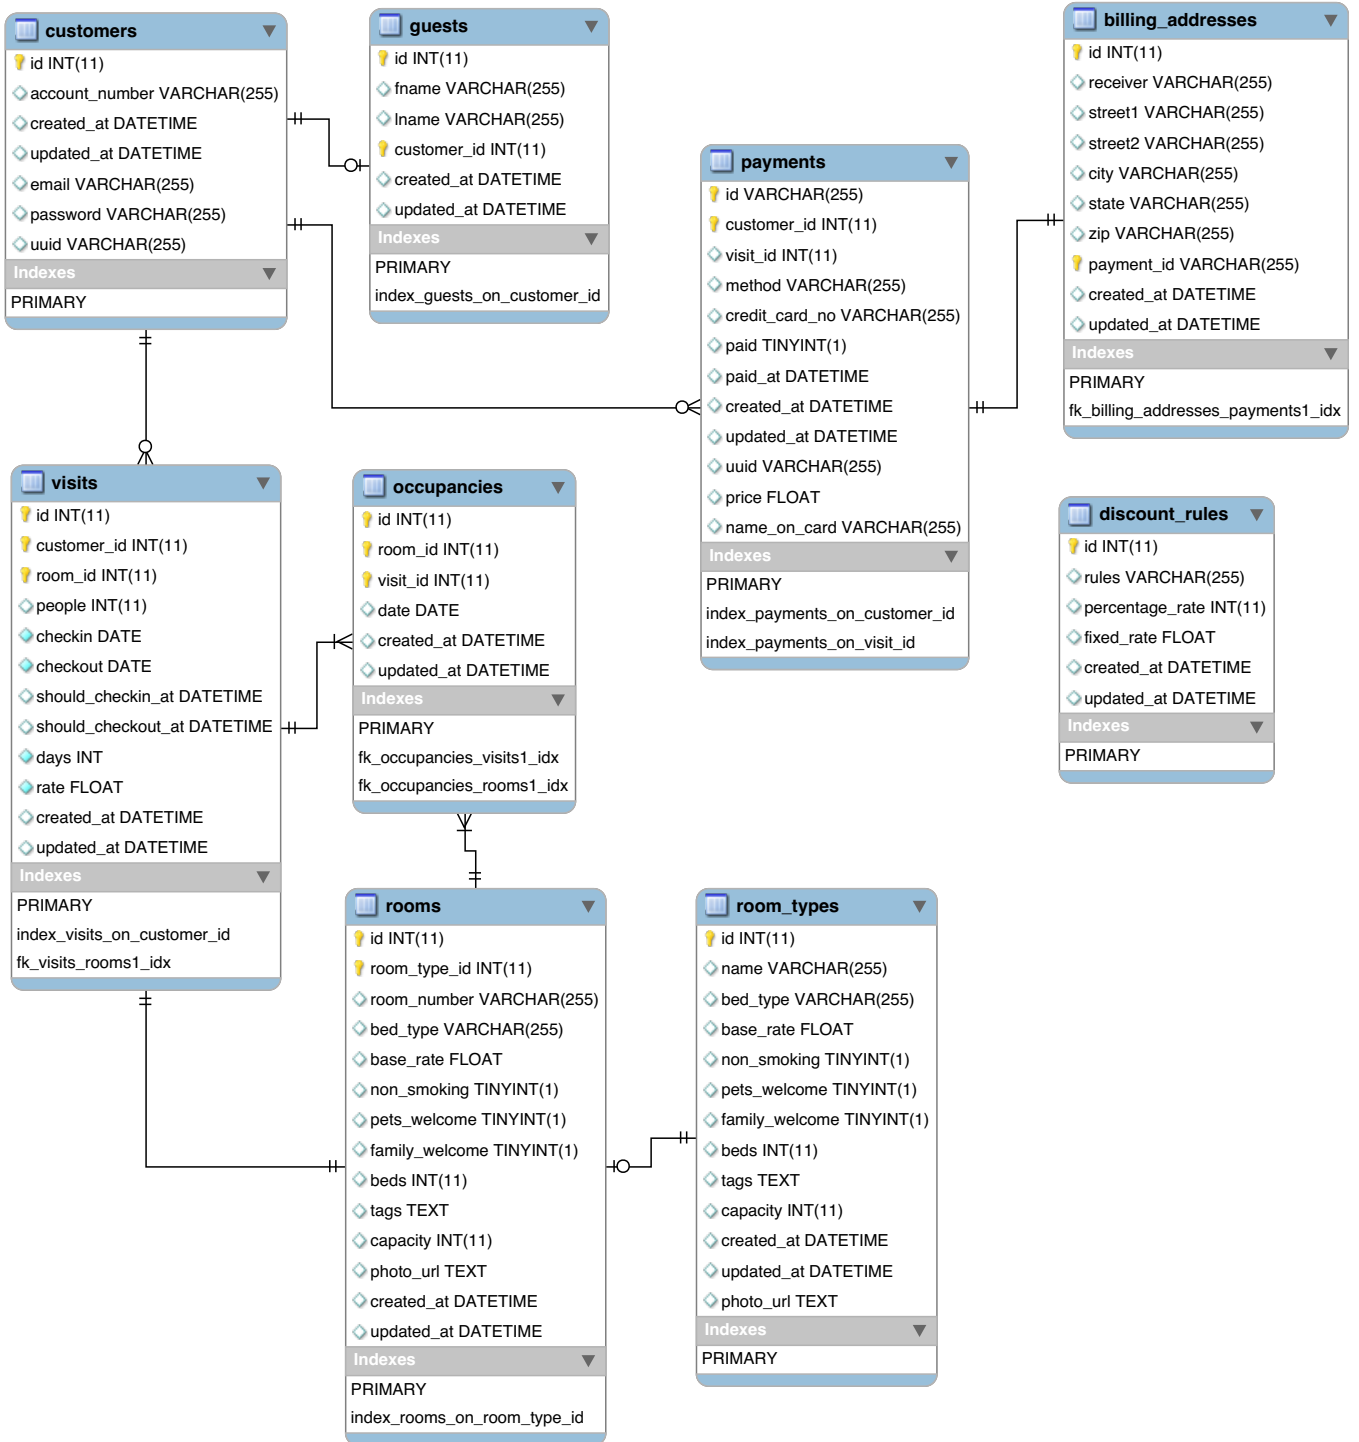 customers
id INT(11)
account_number VARCHAR(255)
created_at DATETIME
updated_at DATETIME
email VARCHAR(255)
password VARCHAR(255)
uuid VARCHAR(255)
Indexes
PRIMARY
guests
id INT(11)
fname VARCHAR(255)
lname VARCHAR(255)
customer_id INT(11)
created_at DATETIME
updated_at DATETIME
Indexes
PRIMARY
index_guests_on_customer_id
payments
id VARCHAR(255)
customer_id INT(11)
visit_id INT(11)
method VARCHAR(255)
credit_card_no VARCHAR(255)
paid TINYINT(1)
paid_at DATETIME
created_at DATETIME
updated_at DATETIME
uuid VARCHAR(255)
price FLOAT
name_on_card VARCHAR(255)
Indexes
PRIMARY
index_payments_on_customer_id
index_payments_on_visit_id
billing_addresses
id INT(11)
receiver VARCHAR(255)
street1 VARCHAR(255)
street2 VARCHAR(255)
city VARCHAR(255)
state VARCHAR(255)
zip VARCHAR(255)
payment_id VARCHAR(255)
created_at DATETIME
updated_at DATETIME
Indexes
PRIMARY
fk_billing_addresses_payments1_idx
visits
id INT(11)
customer_id INT(11)
room_id INT(11)
people INT(11)
checkin DATE
checkout DATE
should_checkin_at DATETIME
should_checkout_at DATETIME
days INT
rate FLOAT
created_at DATETIME
updated_at DATETIME
Indexes
PRIMARY
index_visits_on_customer_id
fk_visits_rooms1_idx
occupancies
id INT(11)
room_id INT(11)
visit_id INT(11)
date DATE
created_at DATETIME
updated_at DATETIME
Indexes
PRIMARY
fk_occupancies_visits1_idx
fk_occupancies_rooms1_idx
discount_rules
id INT(11)
rules VARCHAR(255)
percentage_rate INT(11)
fixed_rate FLOAT
created_at DATETIME
updated_at DATETIME
Indexes
PRIMARY
rooms
id INT(11)
room_type_id INT(11)
room_number VARCHAR(255)
bed_type VARCHAR(255)
base_rate FLOAT
non_smoking TINYINT(1)
pets_welcome TINYINT(1)
family_welcome TINYINT(1)
beds INT(11)
tags TEXT
capacity INT(11)
photo_url TEXT
created_at DATETIME
updated_at DATETIME
Indexes
PRIMARY
index_rooms_on_room_type_id
room_types
id INT(11)
name VARCHAR(255)
bed_type VARCHAR(255)
base_rate FLOAT
non_smoking TINYINT(1)
pets_welcome TINYINT(1)
family_welcome TINYINT(1)
beds INT(11)
tags TEXT
capacity INT(11)
created_at DATETIME
updated_at DATETIME
photo_url TEXT
Indexes
PRIMARY